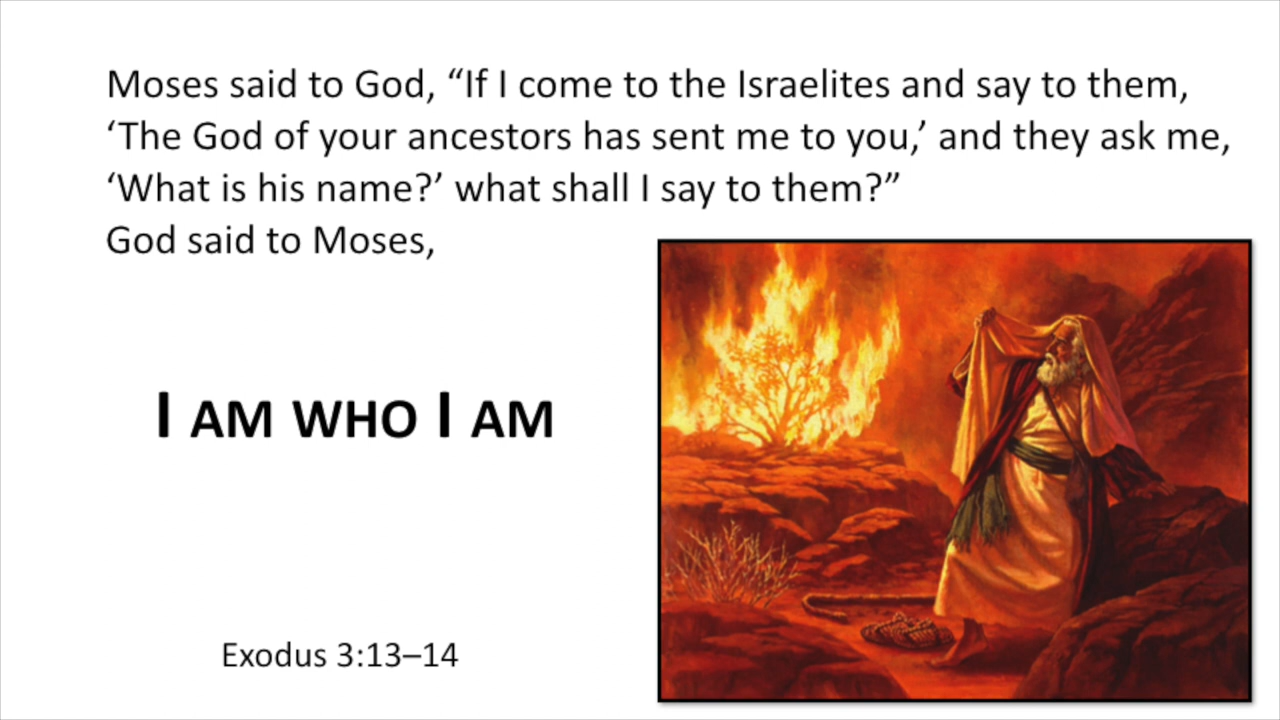 Moses said to God, “If I come to the Israelites and say to them,
‘The God of your ancestors has sent me to you,’ and they ask me,
‘What is his name?’ what shall I say to them?”
God said to Moses,
I AM WHO I AM
Exodus 3:13–14